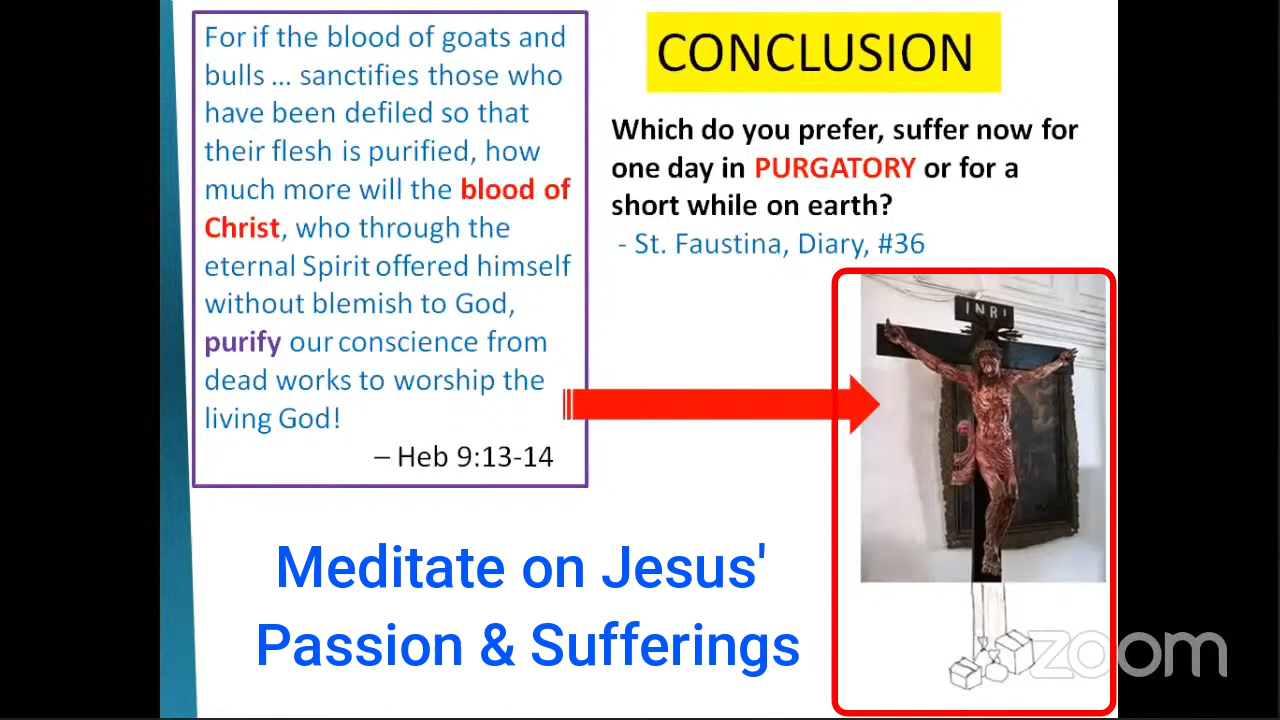 For if the blood of goats and
bulls ... sanctifies those who
have been defiled so that
their flesh is purified, how
much more will the blood of
Christ, who through the
eternal Spirit offered himself
without blemish to God,
purify our conscience from
dead works to worship the
living God!
– Heb 9:13-14
CONCLUSION
Which do you prefer, suffer now for
one day in PURGATORY or for a
short while on earth?
- St. Faustina, Diary, #36
INRI
Meditate on Jesus'
Passion & Sufferings
zoom